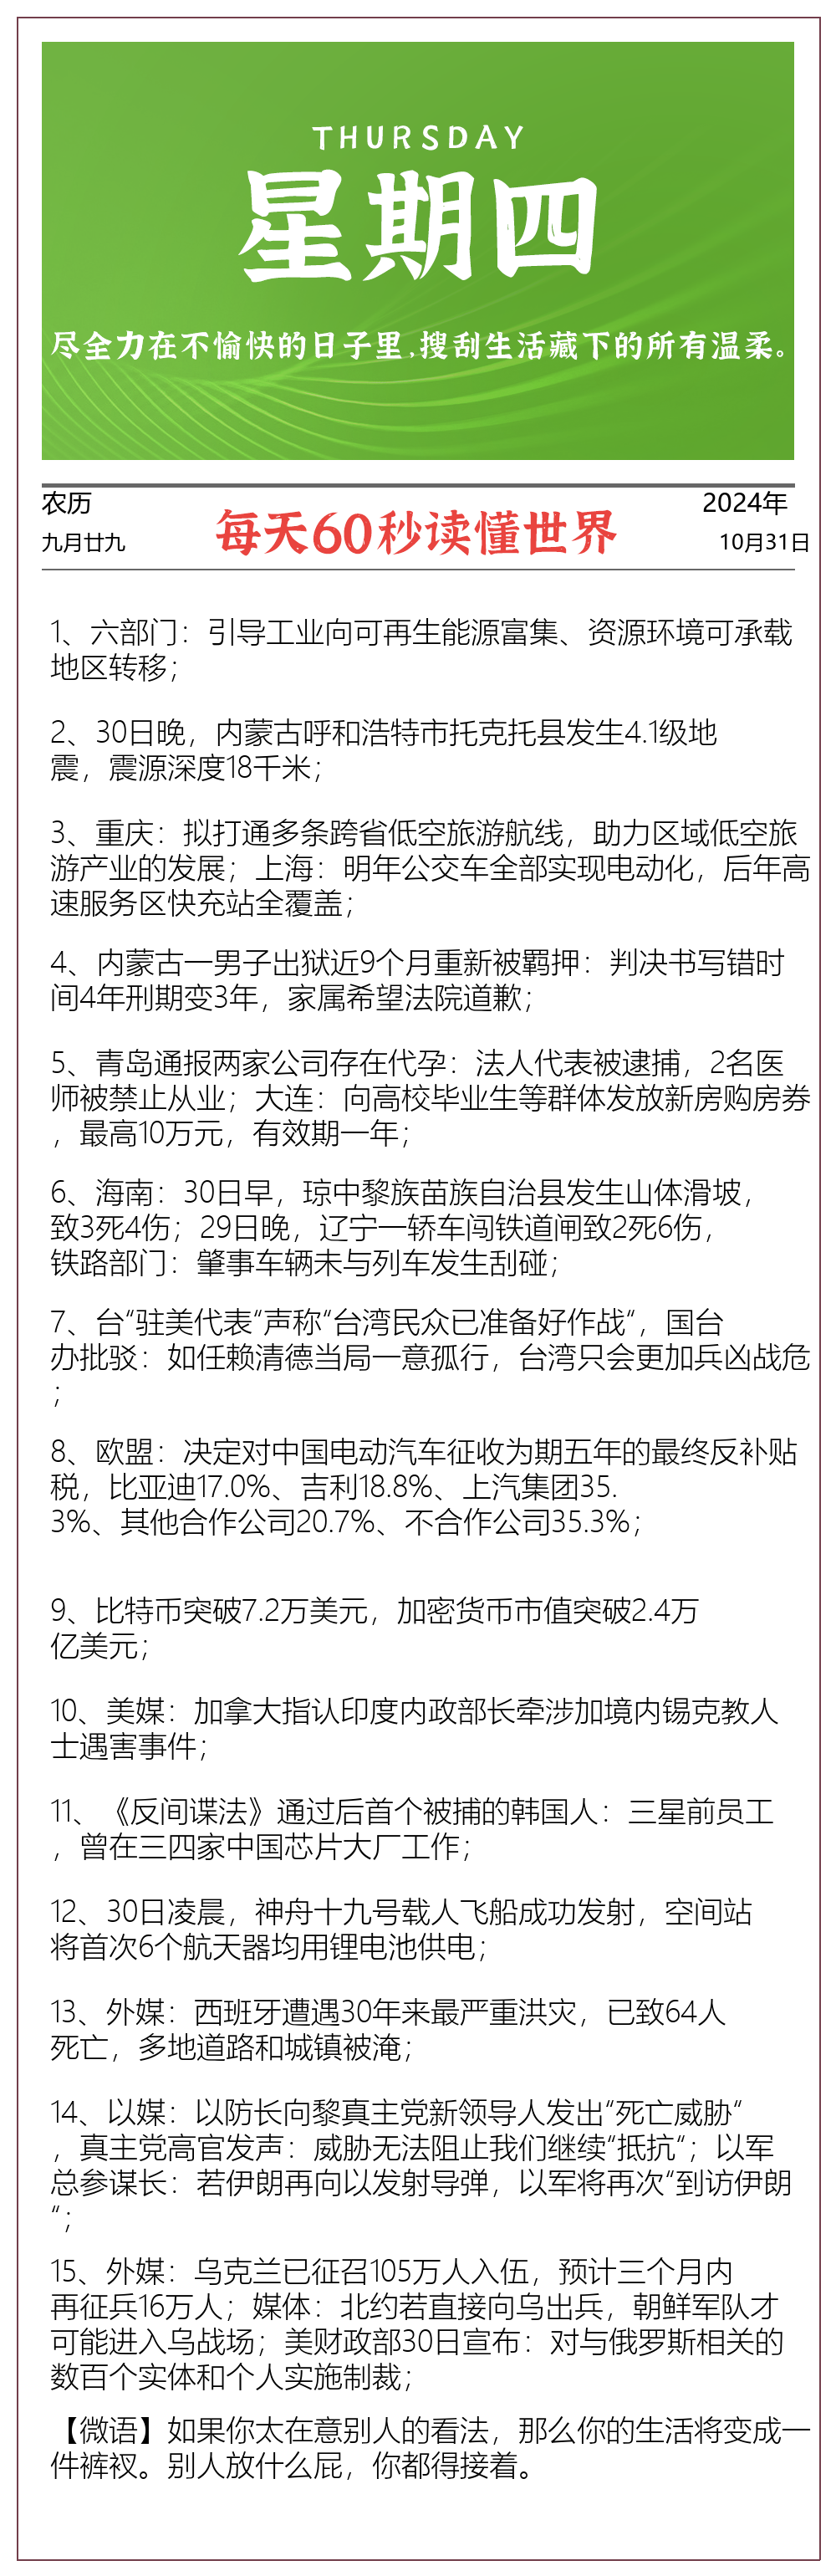 THURSDAY
星期四
尽全力在不愉快的日子里,搜刮生活藏下的所有温柔。
农历
九月廿九
每天60秒读懂世界
2024年
10月31日
1、六部门：引导工业向可再生能源富集、资源环境可承载
地区转移；
2、30日晚，内蒙古呼和浩特市托克托县发生4.1级地
震，震源深度18千米；
3、重庆：拟打通多条跨省低空旅游航线，助力区域低空旅
游产业的发展；上海：明年公交车全部实现电动化，后年高
速服务区快充站全覆盖；
4、内蒙古一男子出狱近9个月重新被羁押：判决书写错时
间4年刑期变3年，家属希望法院道歉；
5、青岛通报两家公司存在代孕：法人代表被逮捕，2名医
师被禁止从业；大连：向高校毕业生等群体发放新房购房券
，最高10万元，有效期一年；
6、海南：30日早，琼中黎族苗族自治县发生山体滑坡，
致3死4伤；29日晚，辽宁一轿车闯铁道闸致2死6伤，
铁路部门：肇事车辆未与列车发生刮碰；
7、台“驻美代表“声称“台湾民众已准备好作战“，国台
办批驳：如任赖清德当局一意孤行，台湾只会更加兵凶战危
；
8、欧盟：决定对中国电动汽车征收为期五年的最终反补贴
税，比亚迪17.0%、吉利18.8%、上汽集团35.
3%、其他合作公司20.7%、不合作公司35.3%；
9、比特币突破7.2万美元，加密货币市值突破2.4万
亿美元；
10、美媒：加拿大指认印度内政部长牵涉加境内锡克教人
士遇害事件；
11、《反间谍法》通过后首个被捕的韩国人：三星前员工
，曾在三四家中国芯片大厂工作；
12、30日凌晨，神舟十九号载人飞船成功发射，空间站
将首次6个航天器均用锂电池供电；
13、外媒：西班牙遭遇30年来最严重洪灾，已致64人
死亡，多地道路和城镇被淹；
14、以媒：以防长向黎真主党新领导人发出“死亡威胁“
，真主党高官发声：威胁无法阻止我们继续“抵抗“；以军
总参谋长：若伊朗再向以发射导弹，以军将再次“到访伊朗
“；
15、外媒：乌克兰已征召105万人入伍，预计三个月内
再征兵16万人；媒体：北约若直接向乌出兵，朝鲜军队才
可能进入乌战场；美财政部30日宣布：对与俄罗斯相关的
数百个实体和个人实施制裁；
【微语】如果你太在意别人的看法，那么你的生活将变成一
件裤衩。别人放什么屁，你都得接着。